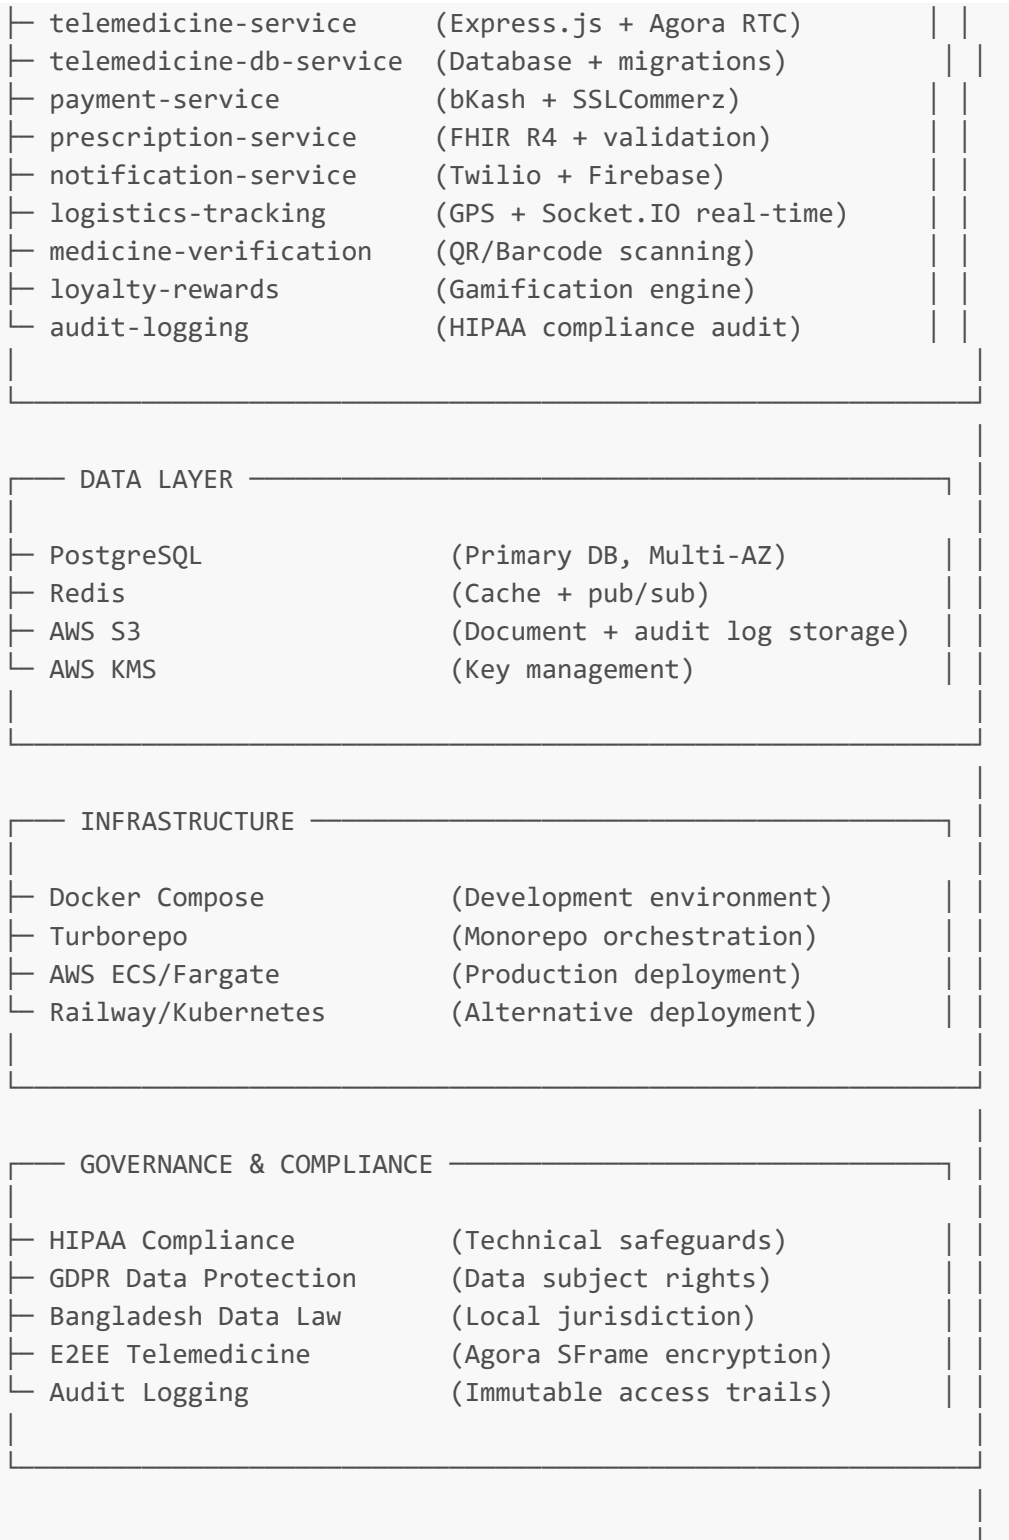 ├─ telemedicine-service     (Express.js + Agora RTC)        │ │
├─ telemedicine-db-service  (Database + migrations)          │ │
├─ payment-service          (bKash + SSLCommerz)            │ │
├─ prescription-service     (FHIR R4 + validation)          │ │
├─ notification-service     (Twilio + Firebase)             │ │
├─ logistics-tracking       (GPS + Socket.IO real-time)     │ │
├─ medicine-verification    (QR/Barcode scanning)           │ │
├─ loyalty-rewards          (Gamification engine)           │ │
└─ audit-logging            (HIPAA compliance audit)        │ │
│                                                              │
└──────────────────────────────────────────────────────────────┘
                                                               │
┌─── DATA LAYER ─────────────────────────────────────────────┐ │
│                                                              │
├─ PostgreSQL                (Primary DB, Multi-AZ)          │ │
├─ Redis                     (Cache + pub/sub)               │ │
├─ AWS S3                    (Document + audit log storage)  │ │
└─ AWS KMS                   (Key management)                │ │
│                                                              │
└──────────────────────────────────────────────────────────────┘
                                                               │
┌─── INFRASTRUCTURE ─────────────────────────────────────────┐ │
│                                                              │
├─ Docker Compose            (Development environment)       │ │
├─ Turborepo                 (Monorepo orchestration)        │ │
├─ AWS ECS/Fargate           (Production deployment)         │ │
└─ Railway/Kubernetes        (Alternative deployment)        │ │
│                                                              │
└──────────────────────────────────────────────────────────────┘
                                                               │
┌─── GOVERNANCE & COMPLIANCE ────────────────────────────────┐ │
│                                                              │
├─ HIPAA Compliance          (Technical safeguards)          │ │
├─ GDPR Data Protection      (Data subject rights)           │ │
├─ Bangladesh Data Law       (Local jurisdiction)            │ │
├─ E2EE Telemedicine         (Agora SFrame encryption)       │ │
└─ Audit Logging             (Immutable access trails)       │ │
│                                                              │
└──────────────────────────────────────────────────────────────┘
                                                               │